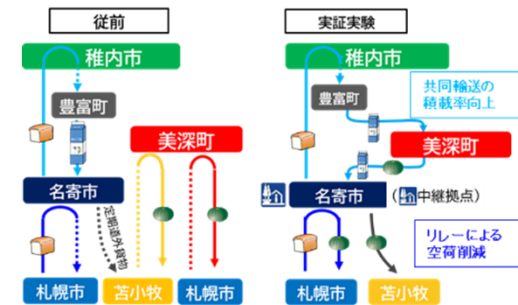 従前
実証実験
稚内市
豊富町
美深町
名寄市
定期道外貨物
札幌市
苫小牧
札幌市
稚内市
豊富町
共同輸送の
積載率向上
美深町
名寄市
(中継拠点)
リレーによる
空荷削減
札幌市
苫小牧